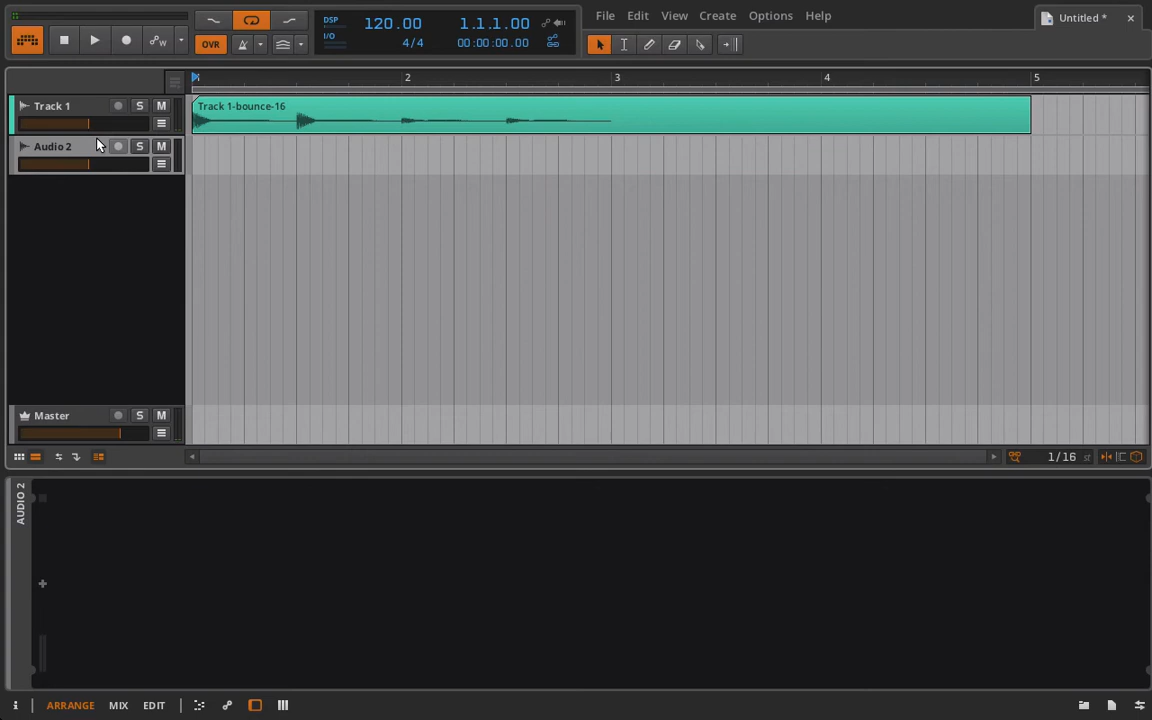 OVR
DSP
I/O
120.00
4/4
1.1.1.00
00:00:00.00
File Edit View Create Options Help
Untitled *
2 3 4 5
Track 1 S M
Track 1-bounce-16
Audio 2 S M
Master S M
1/16 st
AUDIO 2
ARRANGE MIX EDIT